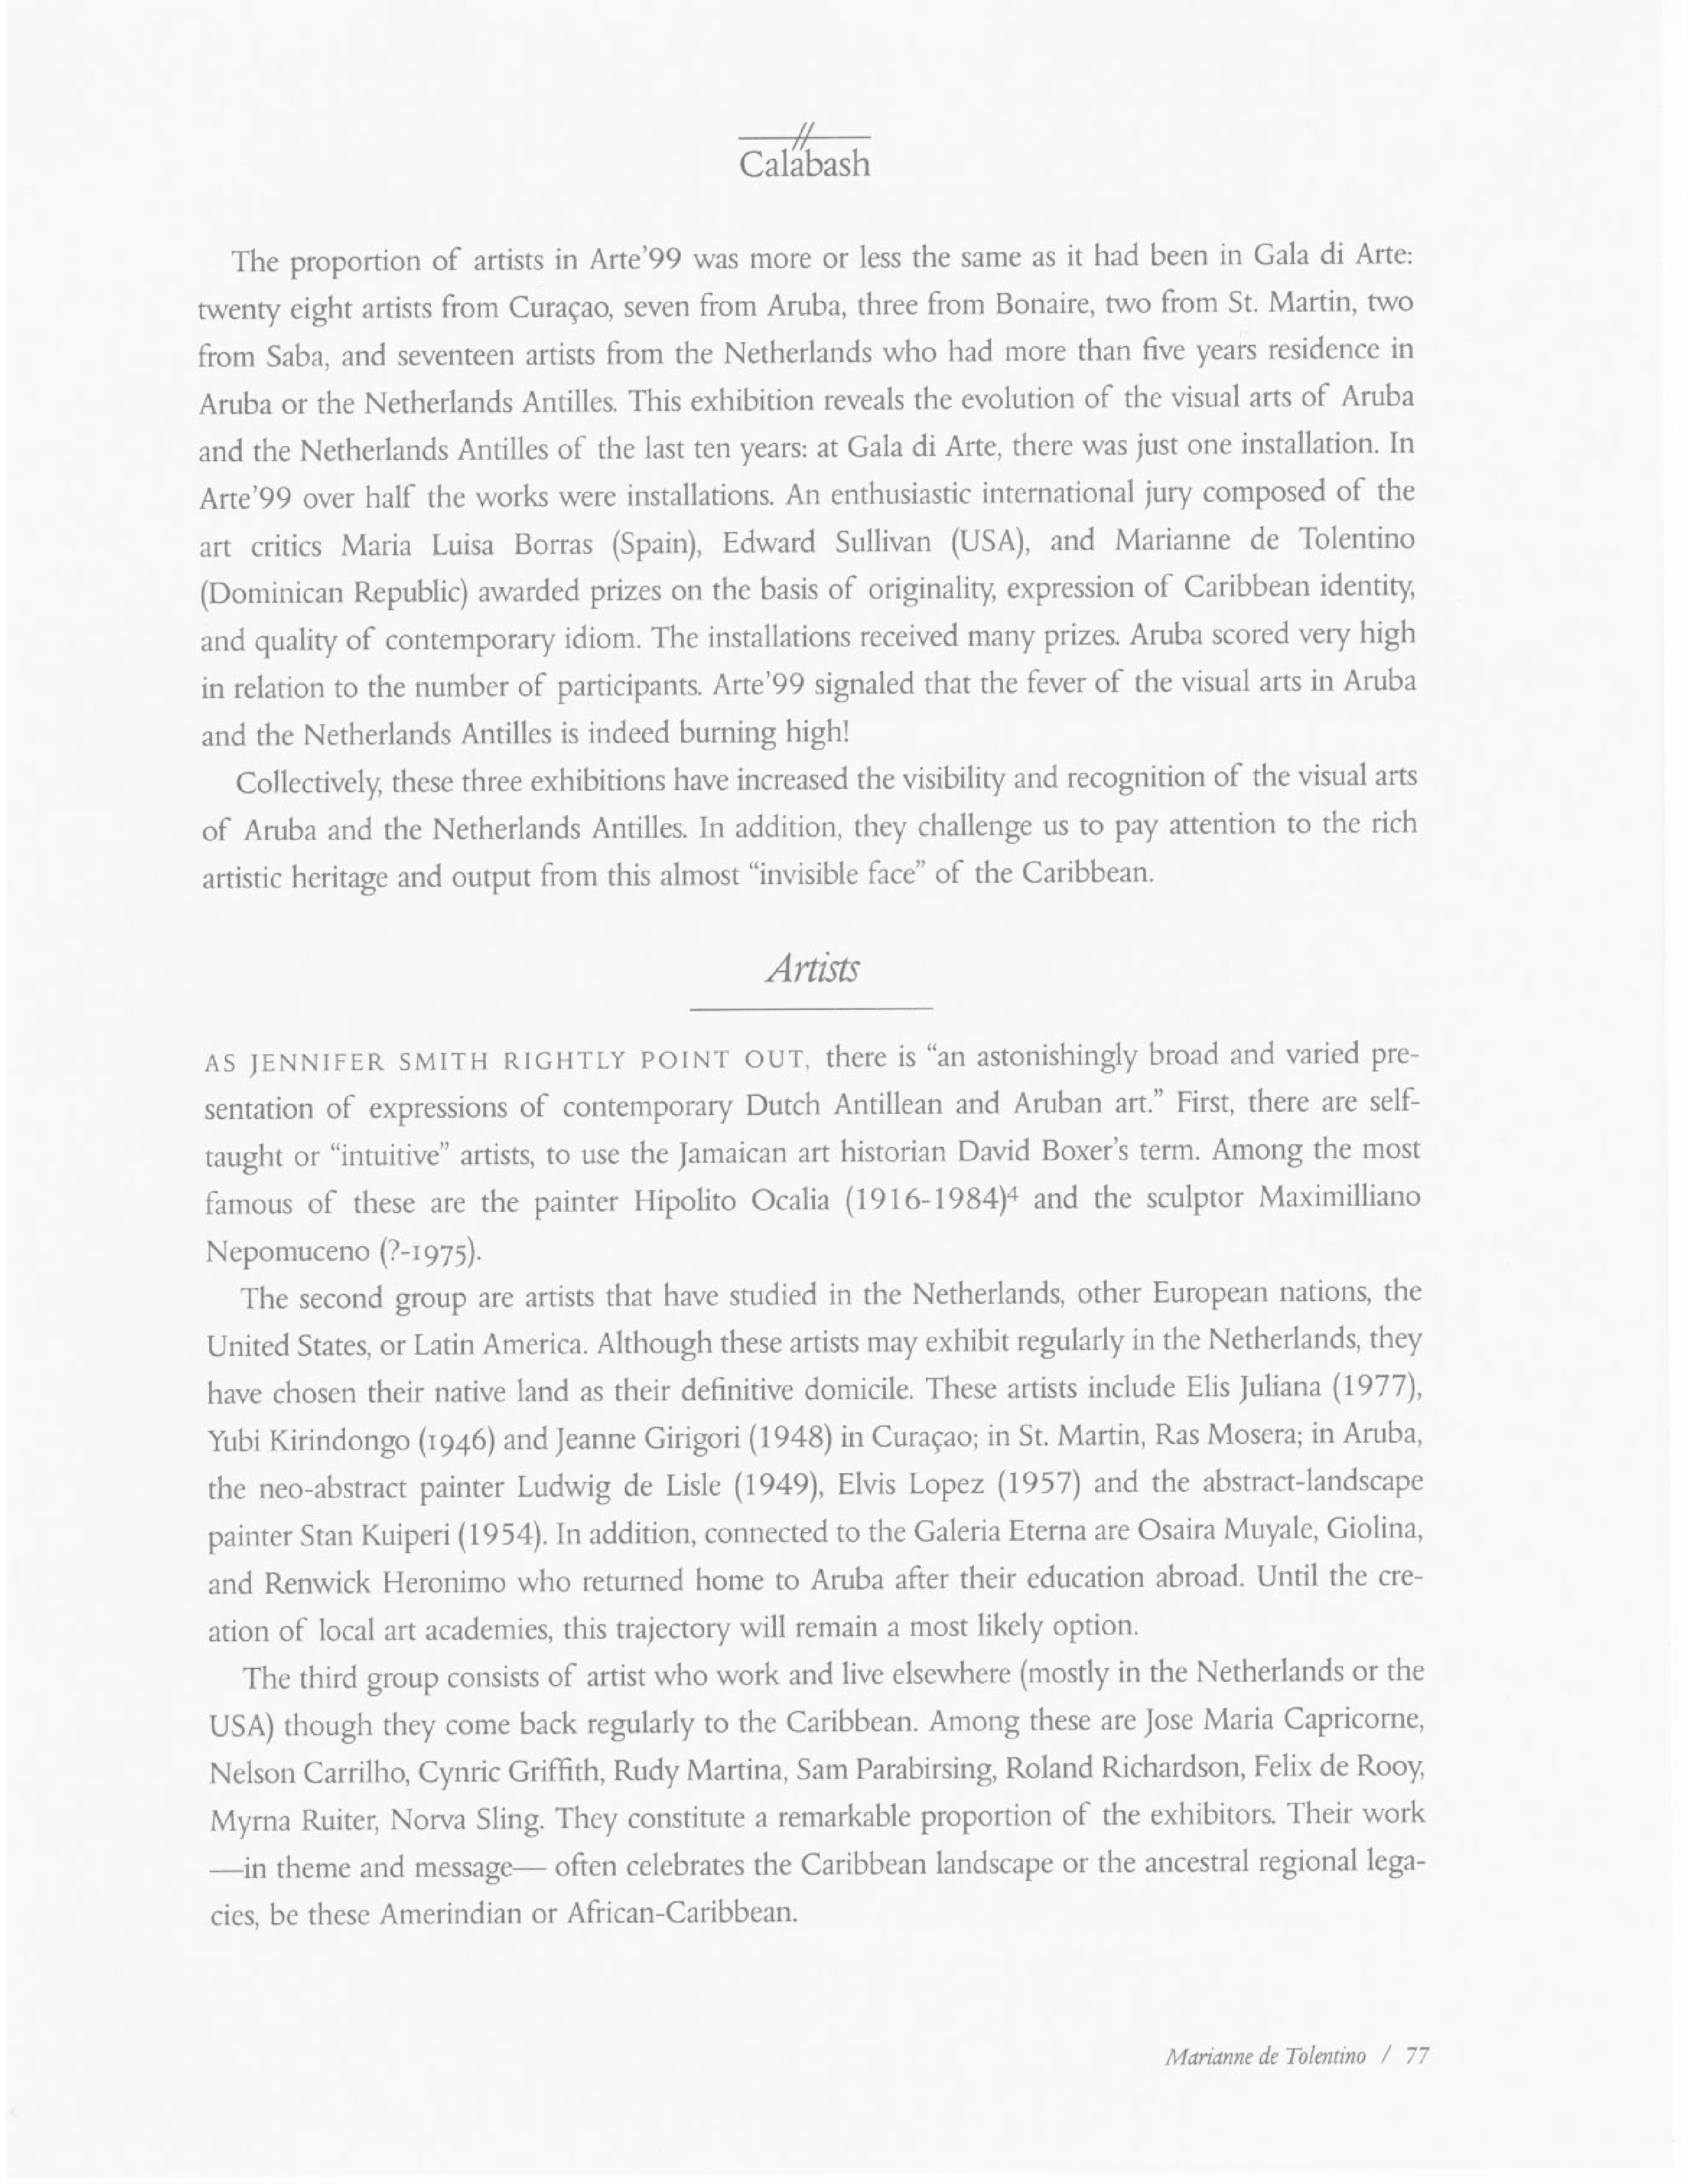 Calabash
The proportion of artists in Arte'99 was more or less the same as it had been in Gala di Arte:
twenty eight artists from Curaçao, seven from Aruba, three from Bonaire, two from St. Martin, two
from Saba, and seventeen artists from the Netherlands who had more than five years residence in
Aruba or the Netherlands Antilles. This exhibition reveals the evolution of the visual arts of Aruba
and the Netherlands Antilles of the last ten years: at Gala di Arte, there was just one installation. In
Arte'99 over half the works were installations. An enthusiastic international jury composed of the
art critics Maria Luisa Borras (Spain), Edward Sullivan (USA), and Marianne de Tolentino
(Dominican Republic) awarded prizes on the basis of originality, expression of Caribbean identity,
and quality of contemporary idiom. The installations received many prizes. Aruba scored very high
in relation to the number of participants. Arte'99 signaled that the fever of the visual arts in Aruba
and the Netherlands Antilles is indeed burning high!
Collectively, these three exhibitions have increased the visibility and recognition of the visual arts
of Aruba and the Netherlands Antilles. In addition, they challenge us to pay attention to the rich
artistic heritage and output from this almost “invisible face” of the Caribbean.
Artists
AS JENNIFER SMITH RIGHTLY POINT OUT, there is “an astonishingly broad and varied pre-
sentation of expressions of contemporary Dutch Antillean and Aruban art.” First, there are self-
taught or “intuitive” artists, to use the Jamaican art historian David Boxer's term. Among the most
famous of these are the painter Hipolito Ocalia (1916-1984)4 and the sculptor Maximilliano
Nepomuceno (?-1975).
The second group are artists that have studied in the Netherlands, other European nations, the
United States, or Latin America. Although these artists may exhibit regularly in the Netherlands, they
have chosen their native land as their definitive domicile. These artists include Elis Juliana (1977),
Yubi Kirindongo (1946) and Jeanne Girigori (1948) in Curaçao; in St. Martin, Ras Mosera; in Aruba,
the neo-abstract painter Ludwig de Lisle (1949), Elvis Lopez (1957) and the abstract-landscape
painter Stan Kuiperi (1954). In addition, connected to the Galeria Eterna are Osaira Muyale, Giolina,
and Renwick Heronimo who returned home to Aruba after their education abroad. Until the cre-
ation of local art academies, this trajectory will remain a most likely option.
The third group consists of artist who work and live elsewhere (mostly in the Netherlands or the
USA) though they come back regularly to the Caribbean. Among these are Jose Maria Capricorne,
Nelson Carrilho, Cynric Griffith, Rudy Martina, Sam Parabirsing, Roland Richardson, Felix de Rooy,
Myrna Ruiter, Norva Sling. They constitute a remarkable proportion of the exhibitors. Their work
—in theme and message— often celebrates the Caribbean landscape or the ancestral regional lega-
cies, be these Amerindian or African-Caribbean.
Marianne de Tolentino / 77